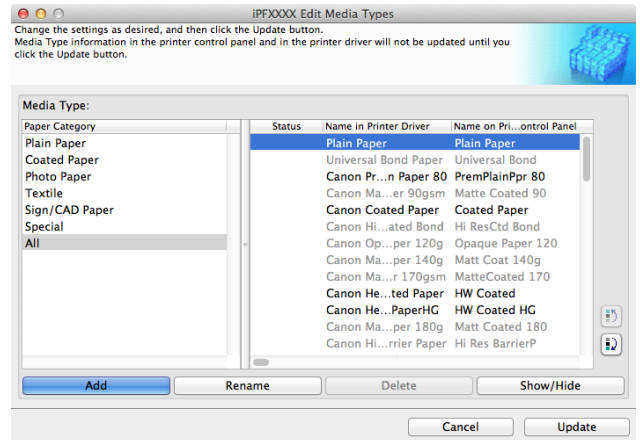 iPFXXXX Edit Media Types
Change the settings as desired, and then click the Update button.
Media Type information in the printer control panel and in the printer driver will not be updated until you
click the Update button.
Media Type:
Paper Category
Plain Paper
Coated Paper
Photo Paper
Textile
Sign/CAD Paper
Special
All
Status Name in Printer Driver Name on Pri...ontrol Panel
Plain Paper Plain Paper
Universal Bond Paper Universal Bond
Canon Pr...n Paper 80 PremPlainPpr 80
Canon Ma...er 90gsm Matte Coated 90
Canon Coated Paper Coated Paper
Canon Hi...ated Bond Hi ResCtd Bond
Canon Op...per 120g Opaque Paper 120
Canon Ma...per 140g Matt Coat 140g
Canon Ma...r 170gsm MatteCoated 170
Canon He...ted Paper HW Coated
Canon He...PaperHG HW Coated HG
Canon Ma...per 180g Matt Coated 180
Canon Hi...rrier Paper Hi Res BarrierP
Add Rename Delete Show/Hide
Cancel Update